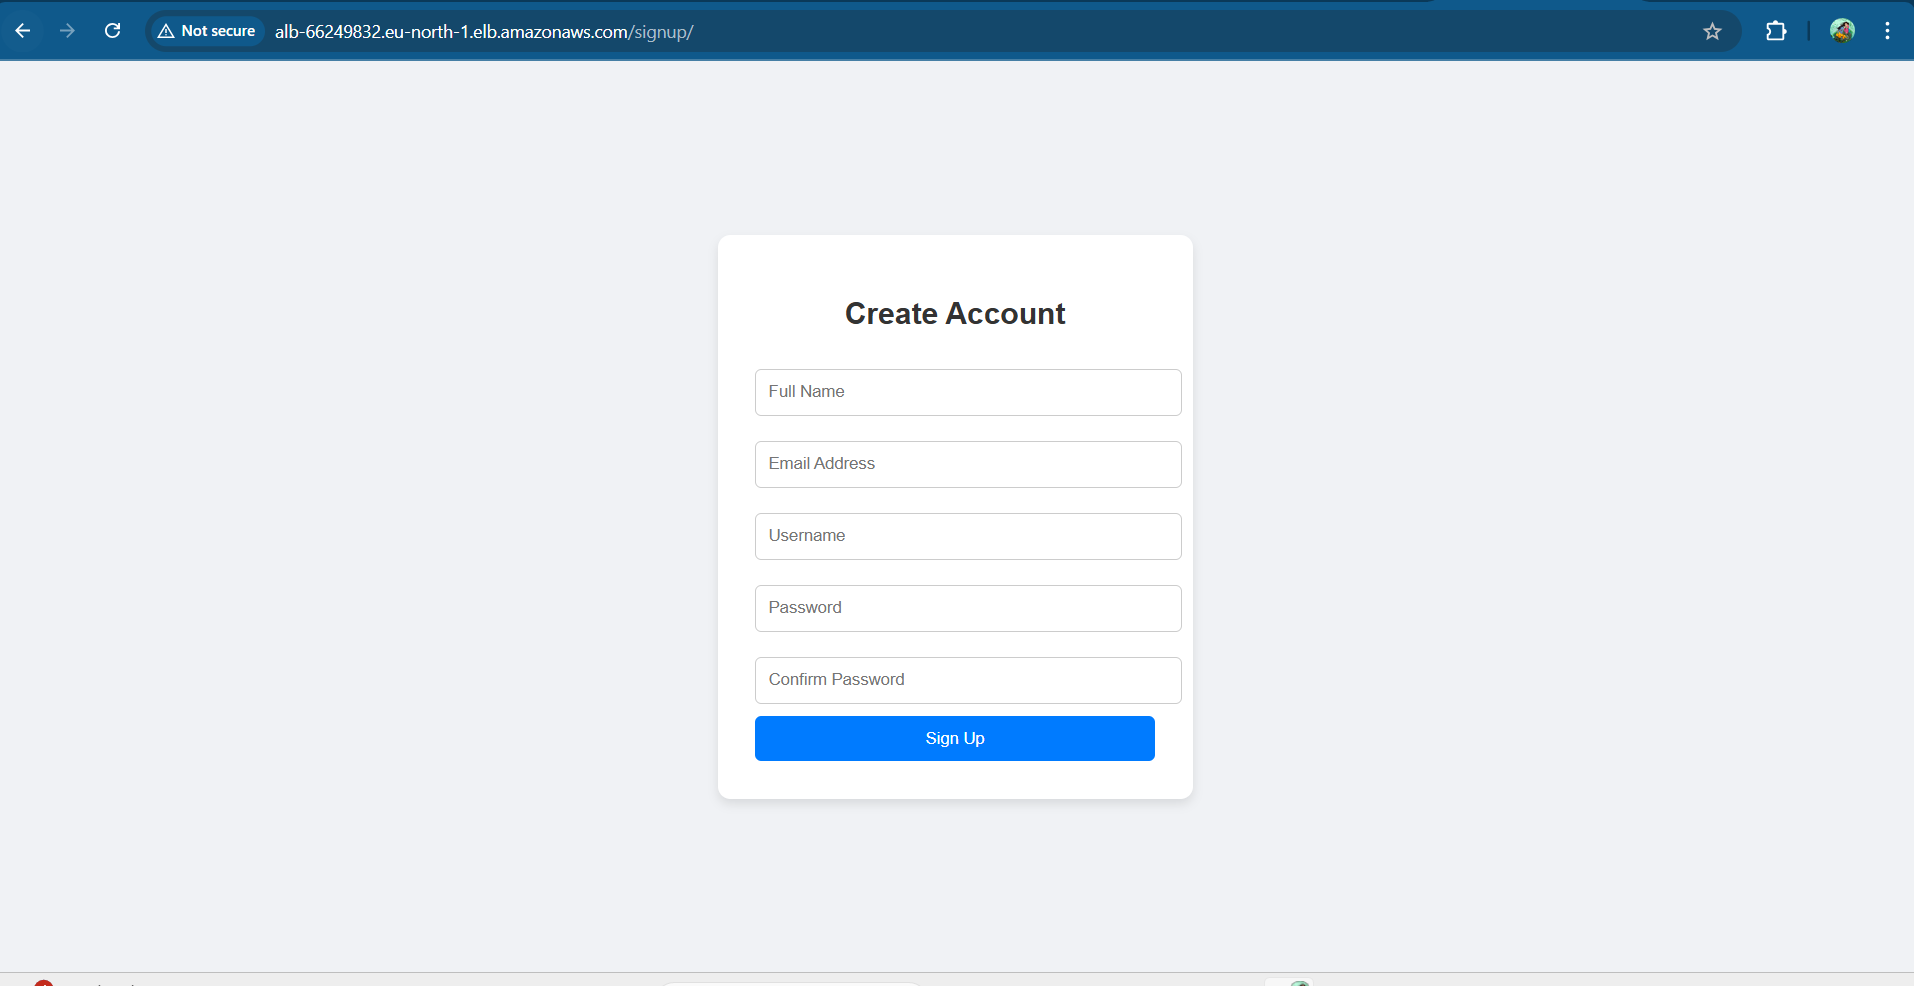 Not secure alb-66249832.eu-north-1.elb.amazonaws.com/signup/
Create Account
Full Name
Email Address
Username
Password
Confirm Password
Sign Up